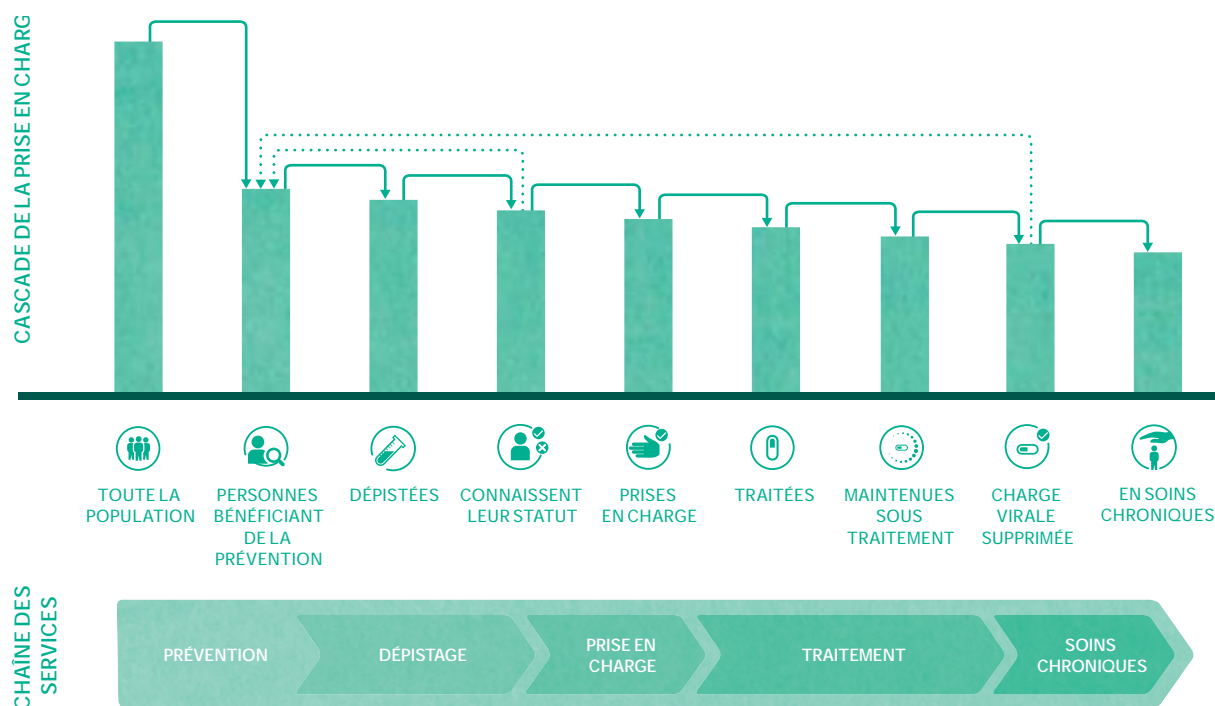 CASCADE DE LA PRISE EN CHARG
TOUTE LA
POPULATION
PERSONNES
BÉNÉFICIANT
DE LA
PRÉVENTION
DÉPISTÉES
CONNAISSENT
LEUR STATUT
PRISES
EN CHARGE
TRAITÉES
MAINTENUES
SOUS
TRAITEMENT
CHARGE
VIRALE
SUPPRIMÉE
EN SOINS
CHRONIQUES
CHAÎNE DES
SERVICES
PRÉVENTION
DÉPISTAGE
PRISE EN
CHARGE
TRAITEMENT
SOINS
CHRONIQUES